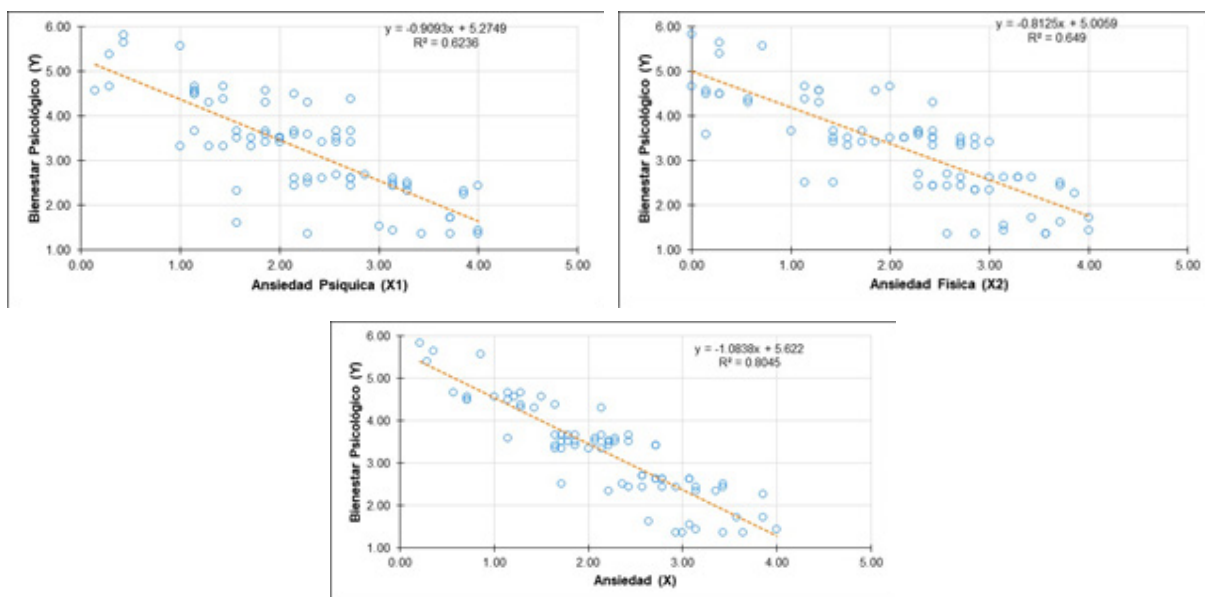 y = -0.9093x + 5.2749
R² = 0.6236
Bienestar Psicológico (Y)
6.00
5.00
4.00
3.00
2.00
1.00
0.00 1.00 2.00 3.00 4.00 5.00
Ansiedad Psíquica (X1)
y = -0.8125x + 5.0059
R² = 0.649
Bienestar Psicológico (Y)
6.00
5.00
4.00
3.00
2.00
1.00
0.00 1.00 2.00 3.00 4.00 5.00
Ansiedad Física (X2)
y = -1.0838x + 5.622
R² = 0.8045
Bienestar Psicológico (Y)
6.00
5.00
4.00
3.00
2.00
1.00
0.00 1.00 2.00 3.00 4.00 5.00
Ansiedad (X)